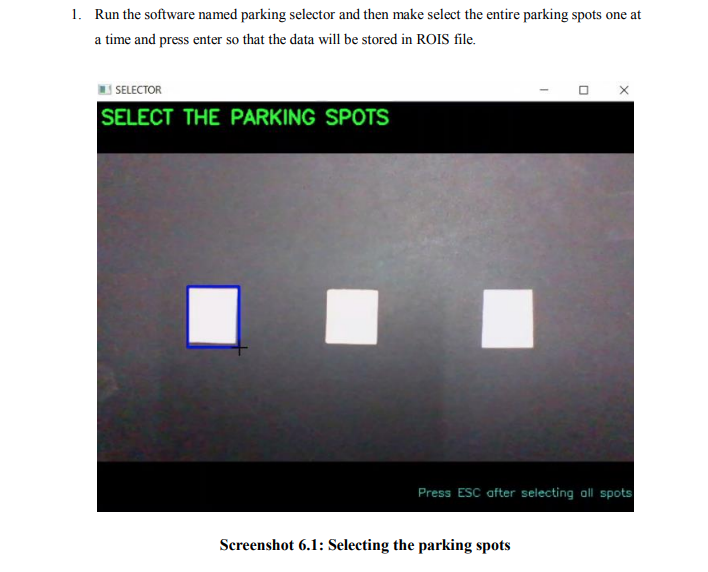 1. Run the software named parking selector and then make select the entire parking spots one at
a time and press enter so that the data will be stored in ROIS file.
SELECTOR
SELECT THE PARKING SPOTS
Press ESC after selecting all spots
Screenshot 6.1: Selecting the parking spots